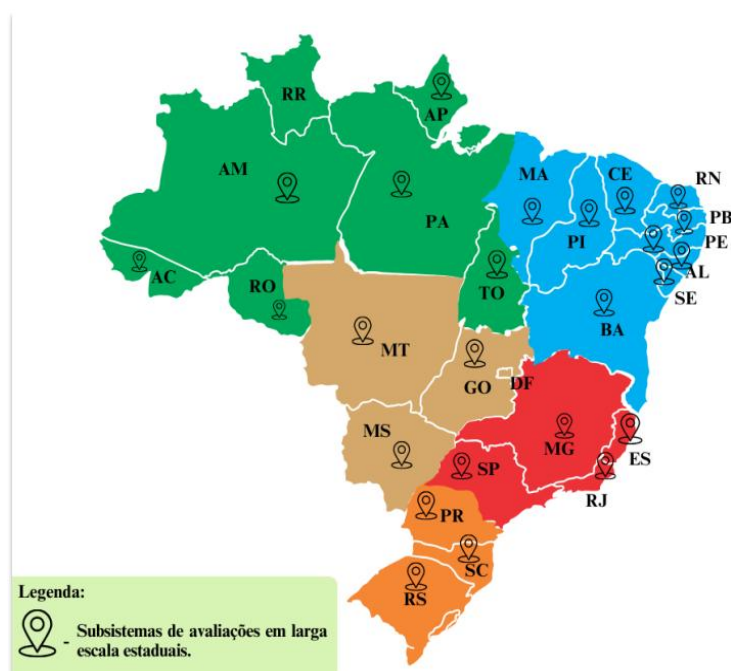 RR
AP
AM
PA
MA
CE
RN
PB
PE
PI
AL
SE
AC
RO
TO
BA
MT
GO
DF
MS
MG
ES
SP
RJ
PR
SC
RS
Legenda:
- Subsistemas de avaliações em larga
escala estaduais.